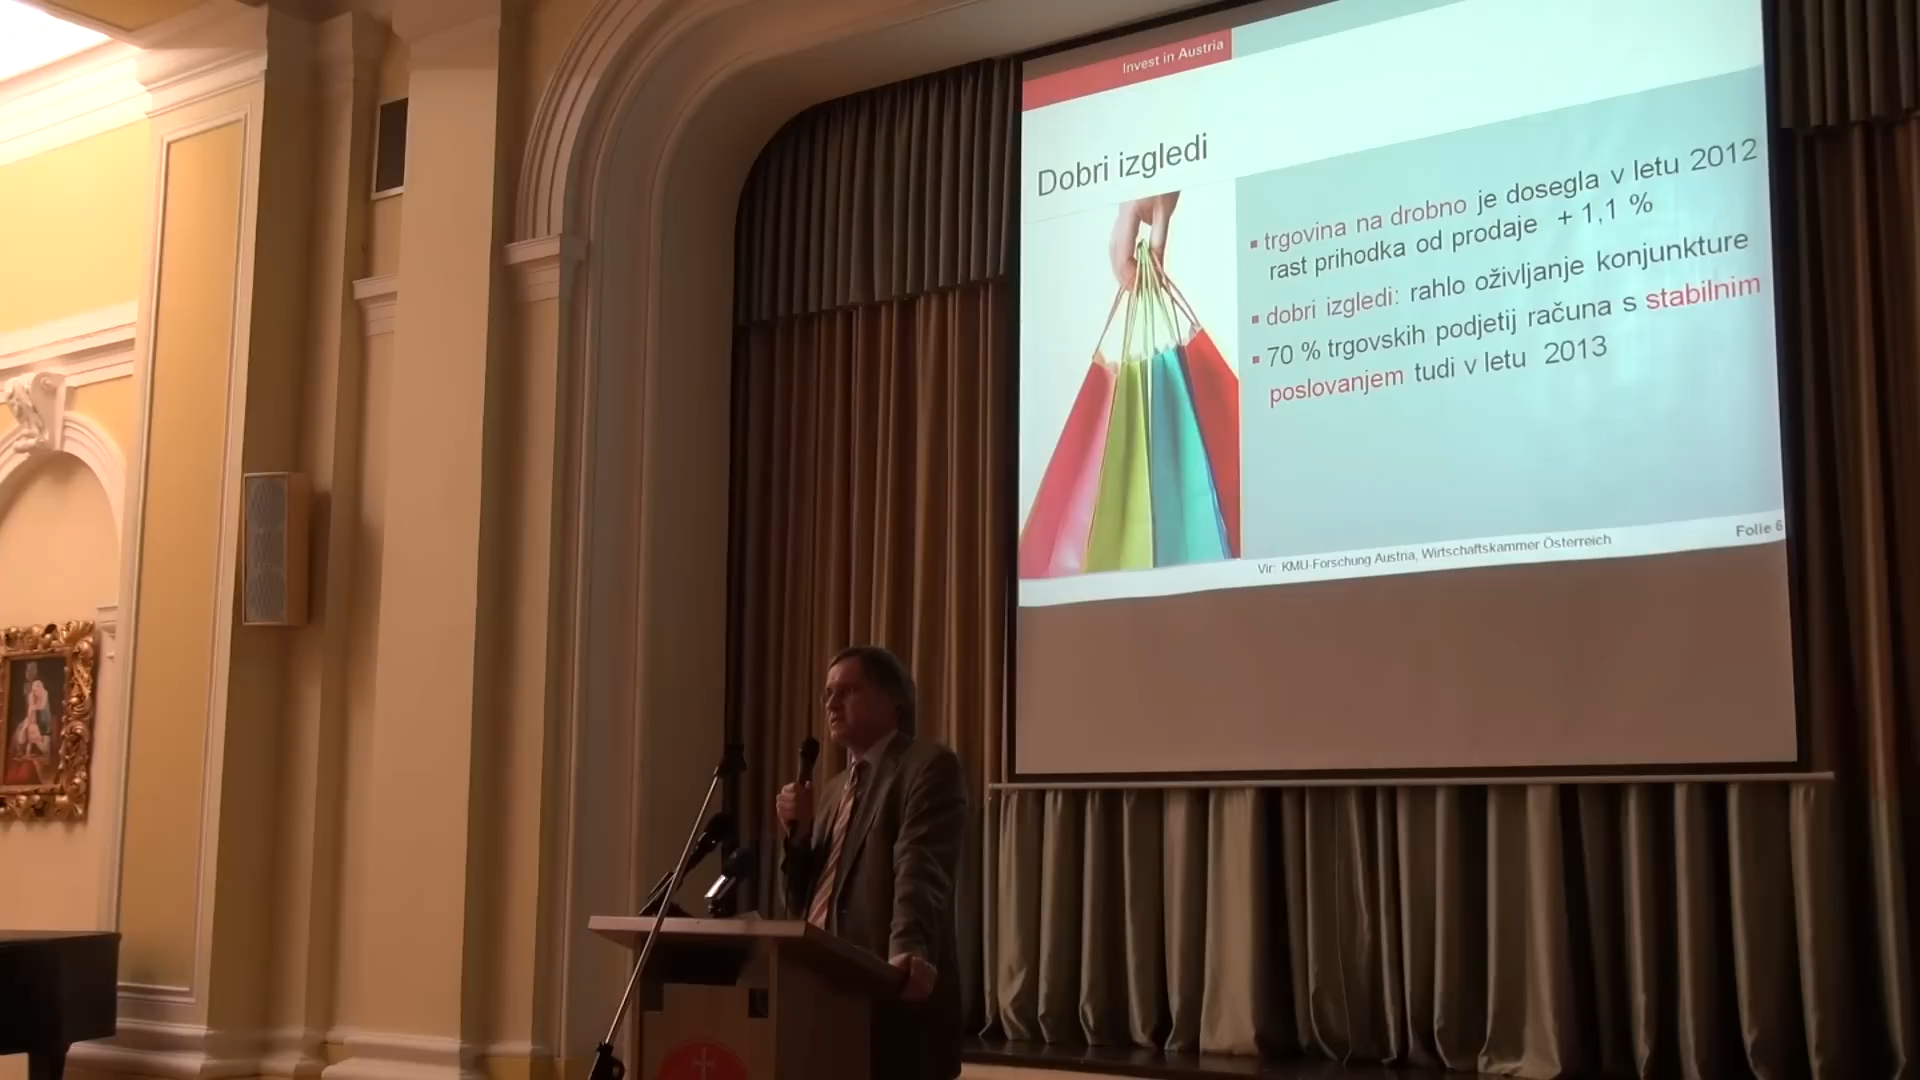 Invest in Austria
Dobri izgledi
▪ trgovina na drobno je dosegla v letu 2012
rast prihodka od prodaje + 1,1 %
▪ dobri izgledi: rahlo oživljanje konjunkture
▪ 70 % trgovskih podjetij računa s stabilnim
poslovanjem tudi v letu 2013
Vir: KMU-Forschung Austria, Wirtschaftskammer Österreich
Folie 6